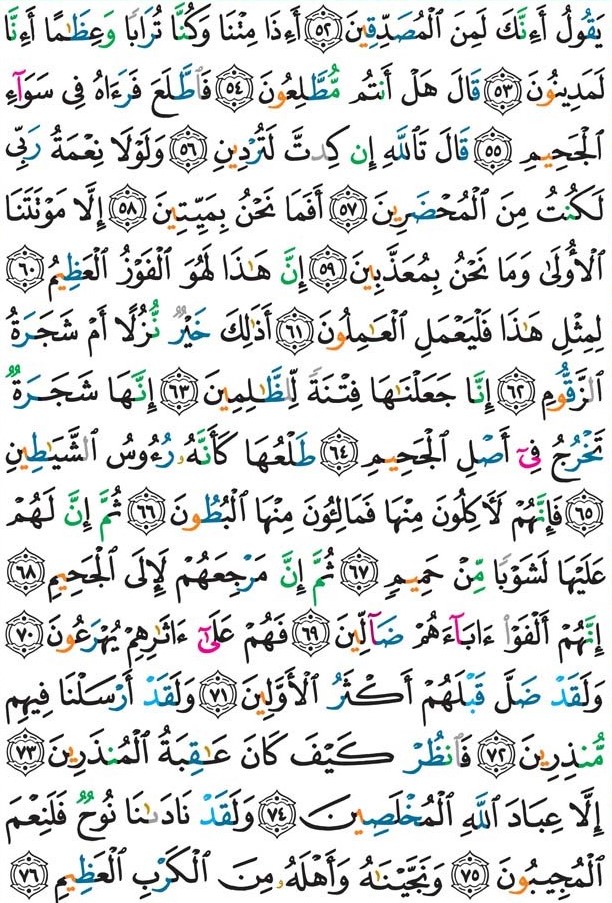 يَقُولُ أَءِنَّكَ لَمِنَ ٱلۡمُصَدِّقِينَ ٥٢ أَءِذَا مِتۡنَا وَكُنَّا تُرَابٗا وَعِظَٰمًا أَءِنَّا
لَمَدِينُونَ ٥٣ قَالَ هَلۡ أَنتُم مُّطَّلِعُونَ ٥٤ فَٱطَّلَعَ فَرَءَاهُ فِي سَوَآءِ
ٱلۡجَحِيمِ ٥٥ قَالَ تَٱللَّهِ إِن كِدتَّ لَتُرۡدِينِ ٥٦ وَلَوۡلَا نِعۡمَةُ رَبِّي
لَكُنتُ مِنَ ٱلۡمُحۡضَرِينَ ٥٧ أَفَمَا نَحۡنُ بِمَيِّتِينَ ٥٨ إِلَّا مَوۡتَتَنَا
ٱلۡأُولَىٰ وَمَا نَحۡنُ بِمُعَذَّبِينَ ٥٩ إِنَّ هَٰذَا لَهُوَ ٱلۡفَوۡزُ ٱلۡعَظِيمُ ٦٠
لِمِثۡلِ هَٰذَا فَلۡيَعۡمَلِ ٱلۡعَٰمِلُونَ ٦١ أَذَٰلِكَ خَيۡرٞ نُّزُلًا أَمۡ شَجَرَةُ
ٱلزَّقُّومِ ٦٢ إِنَّا جَعَلۡنَٰهَا فِتۡنَةٗ لِّلظَّٰلِمِينَ ٦٣ إِنَّهَا شَجَرَةٞ
تَخۡرُجُ فِيٓ أَصۡلِ ٱلۡجَحِيمِ ٦٤ طَلۡعُهَا كَأَنَّهُۥ رُءُوسُ ٱلشَّيَٰطِينِ
٦٥ فَإِنَّهُمۡ لَأٓكِلُونَ مِنۡهَا فَمَالِـُٔونَ مِنۡهَا ٱلۡبُطُونَ ٦٦ ثُمَّ إِنَّ لَهُمۡ
عَلَيۡهَا لَشَوۡبٗا مِّنۡ حَمِيمٖ ٦٧ ثُمَّ إِنَّ مَرۡجِعَهُمۡ لَإِلَى ٱلۡجَحِيمِ ٦٨
إِنَّهُمۡ أَلۡفَوۡاْ ءَابَآءَهُمۡ ضَآلِّينَ ٦٩ فَهُمۡ عَلَىٰٓ ءَاثَٰرِهِمۡ يُهۡرَعُونَ ٧٠
وَلَقَدۡ ضَلَّ قَبۡلَهُمۡ أَكۡثَرُ ٱلۡأَوَّلِينَ ٧١ وَلَقَدۡ أَرۡسَلۡنَا فِيهِم
مُّنذِرِينَ ٧٢ فَٱنظُرۡ كَيۡفَ كَانَ عَٰقِبَةُ ٱلۡمُنذَرِينَ ٧٣
إِلَّا عِبَادَ ٱللَّهِ ٱلۡمُخۡلَصِينَ ٧٤ وَلَقَدۡ نَادَىٰنَا نُوحٞ فَلَنِعۡمَ
ٱلۡمُجِيبُونَ ٧٥ وَنَجَّيۡنَٰهُ وَأَهۡلَهُۥ مِنَ ٱلۡكَرۡبِ ٱلۡعَظِيمِ ٧٦